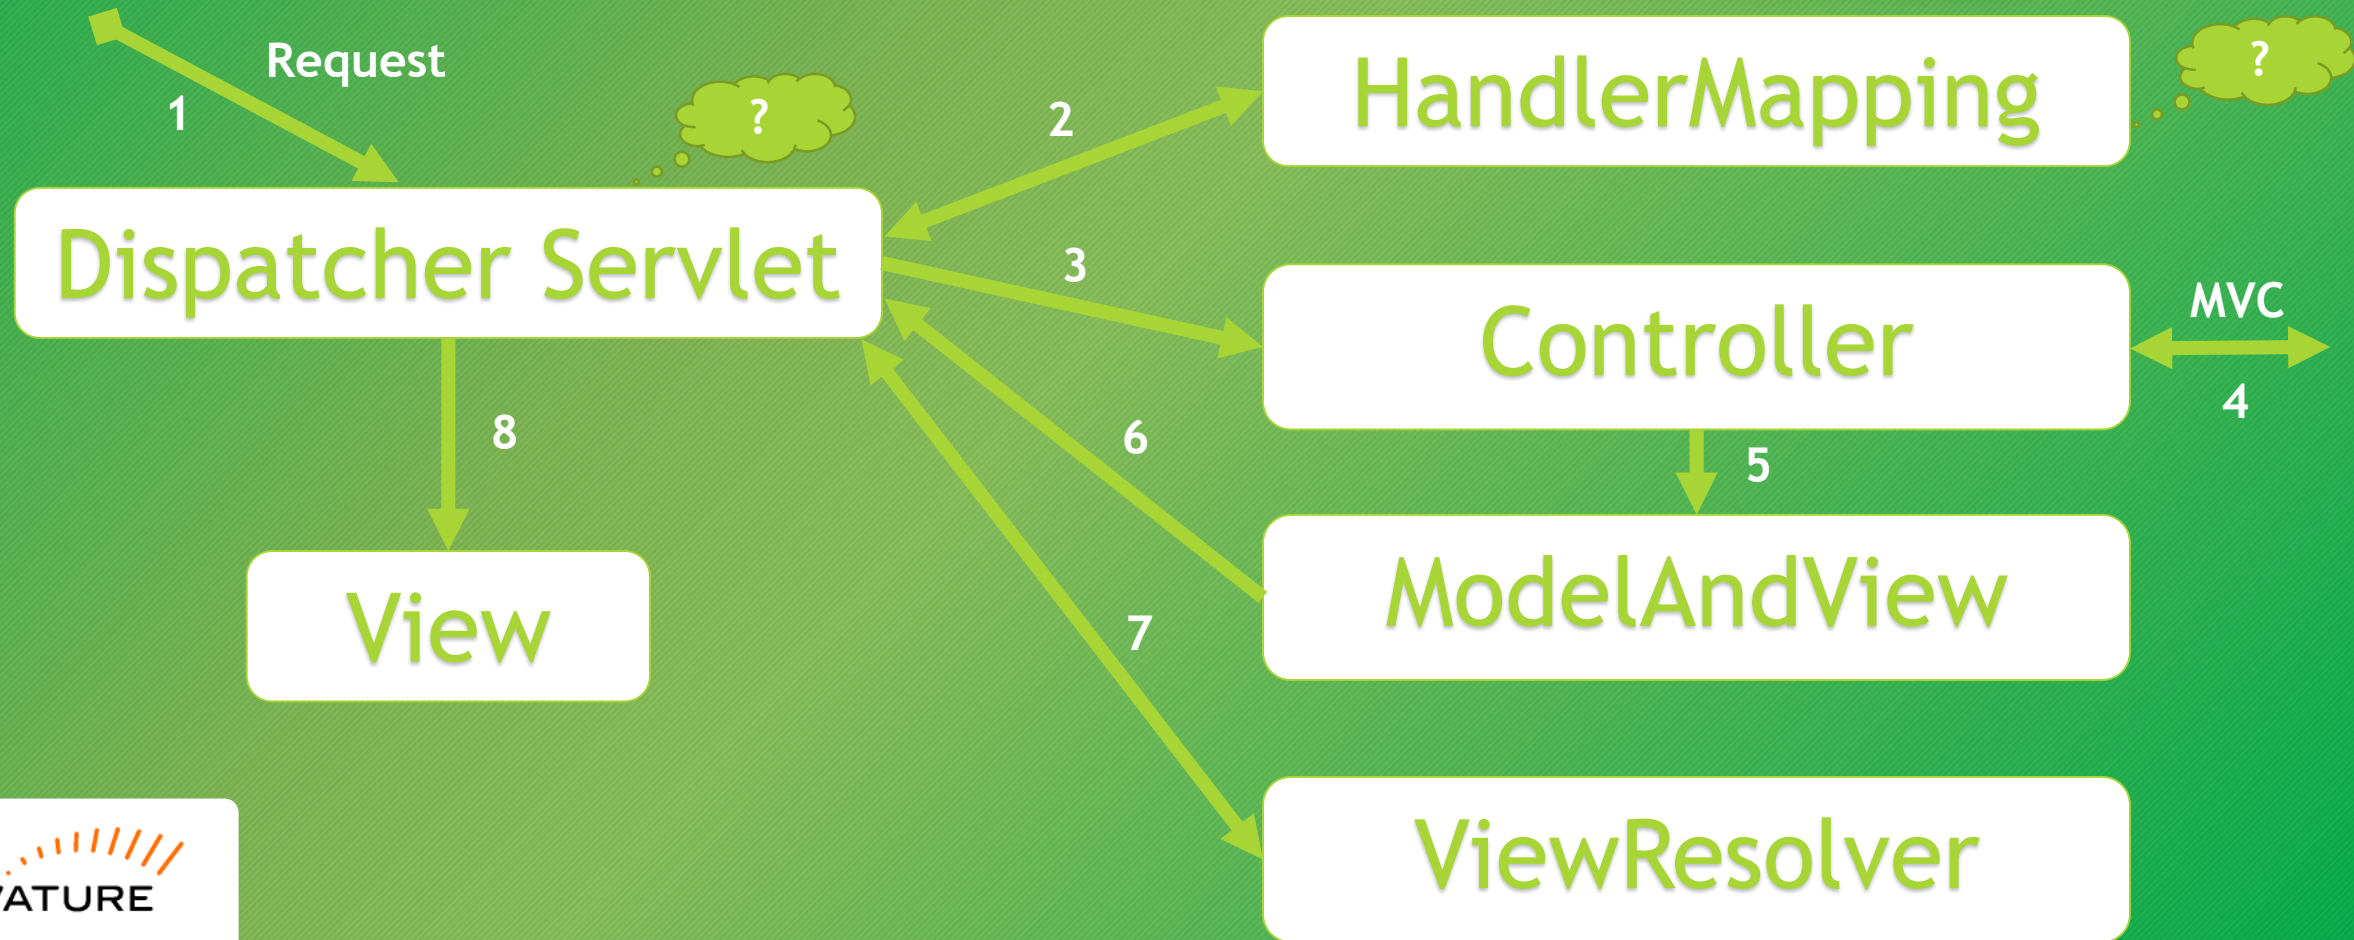 Request
1
?
2
HandlerMapping
?
Dispatcher Servlet
3
Controller
MVC
4
8
6
5
View
ModelAndView
7
ViewResolver
ATURE